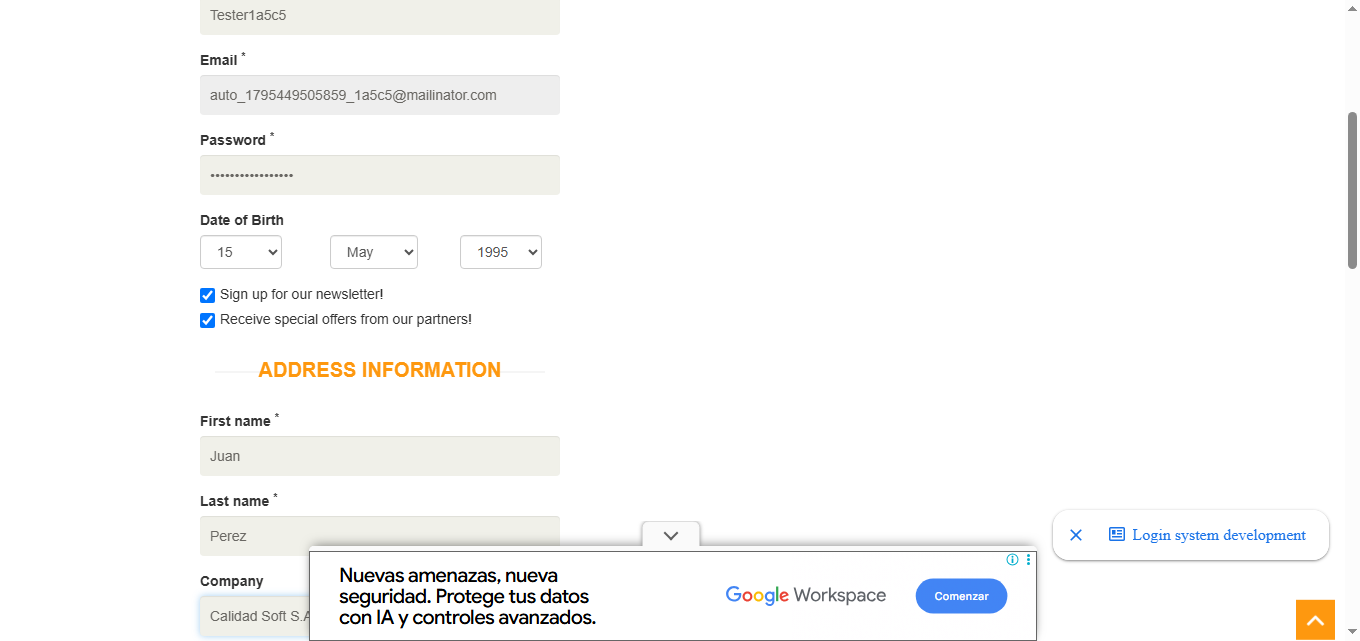 Tester1a5c5
Email *
auto_1795449505859_1a5c5@mailinator.com
Password *
•••••••••••••••••
Date of Birth
15 May 1995
Sign up for our newsletter!
Receive special offers from our partners!
ADDRESS INFORMATION
First name *
Juan
Last name *
Perez
Company
Calidad Soft S.A
Login system development
Nuevas amenazas, nueva
seguridad. Protege tus datos
con IA y controles avanzados.
Google Workspace
Comenzar